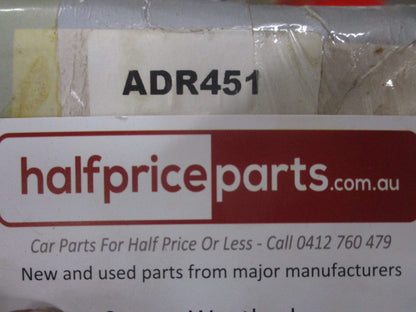 ADR451
halfpriceparts.com.au
Car Parts For Half Price Or Less - Call 0412 760 479
New and used parts from major manufacturers